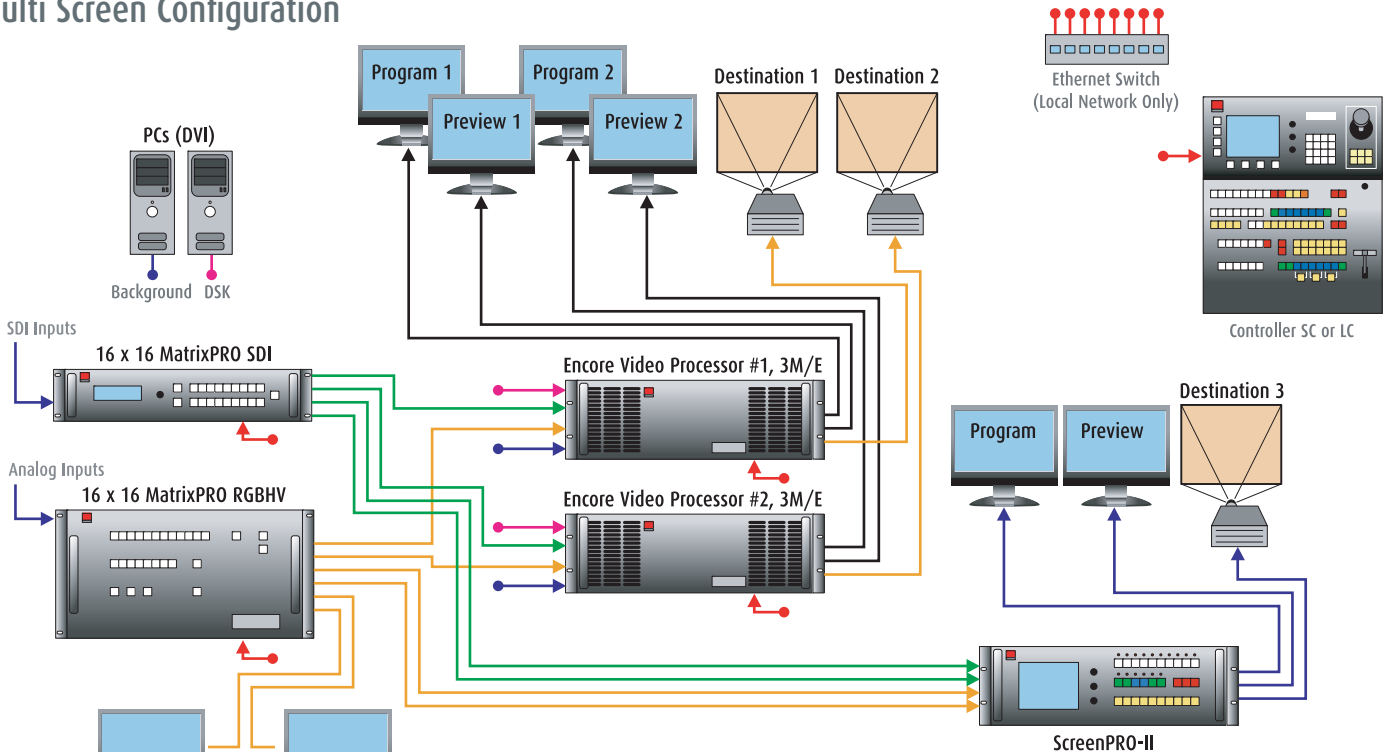 ulti Screen Configuration
Program 1
Program 2
Preview 1
Preview 2
Destination 1
Destination 2
Ethernet Switch
(Local Network Only)
PCs (DVI)
Background
DSK
Controller SC or LC
SDI Inputs
16 x 16 MatrixPRO SDI
Encore Video Processor #1, 3M/E
Destination 3
Program
Preview
Analog Inputs
16 x 16 MatrixPRO RGBHV
Encore Video Processor #2, 3M/E
ScreenPRO-II